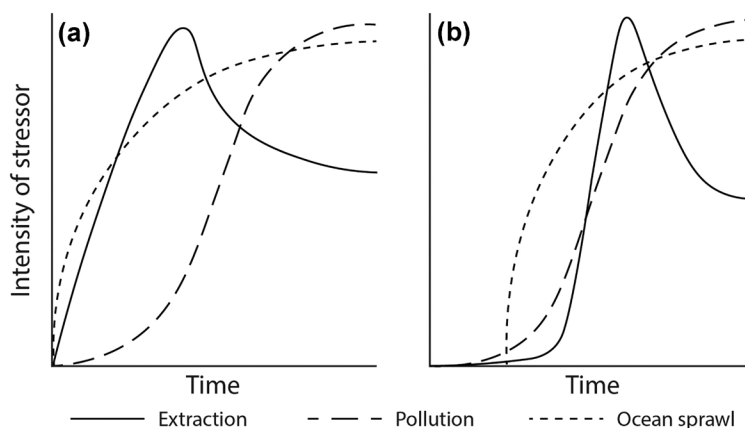 (a)
(b)
Intensity of stressor
Time
Time
Extraction
Pollution
Ocean sprawl